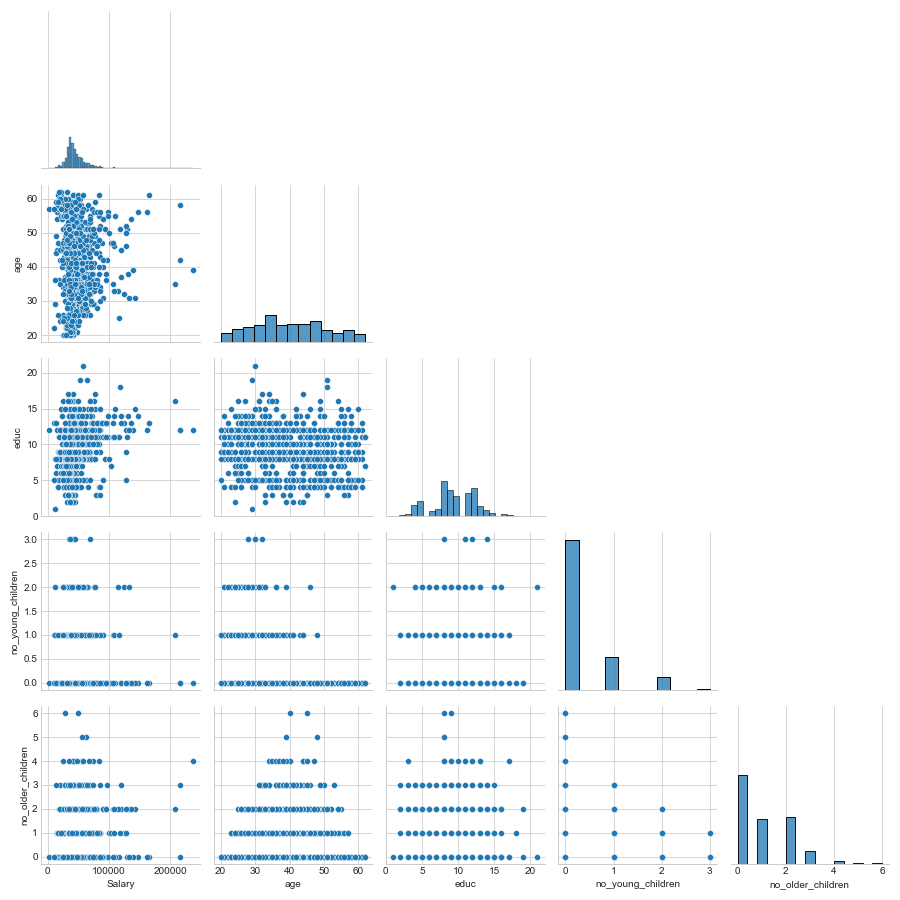 60
50
40
30
20
age
20
15
10
5
0
educ
3.0
2.5
2.0
1.5
1.0
0.5
0.0
no_young_children
6
5
4
3
2
1
0
no_older_children
0 100000 200000
Salary
20 30 40 50 60
age
0 5 10 15 20
educ
0 1 2 3
no_young_children
0 2 4 6
no_older_children